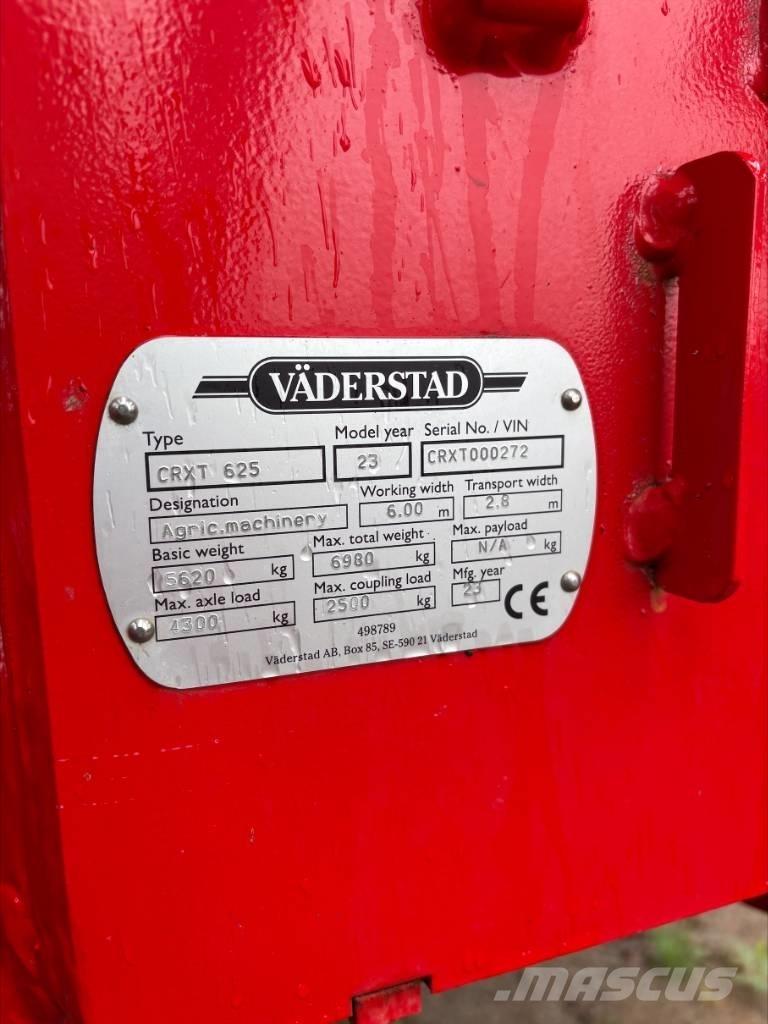 VÄDERSTAD
Type Model year Serial No. / VIN
CRXT 625 23 CRXT000272
Designation Working width Transport width
Agric.machinery 6.00 m 2.8 m
Basic weight Max. total weight Max. payload
5620 kg 6980 kg N/A kg
Max. axle load Max. coupling load Mfg. year
4300 kg 2500 kg 23
CE
498789
Väderstad AB, Box 85, SE-590 21 Väderstad
MASCUS